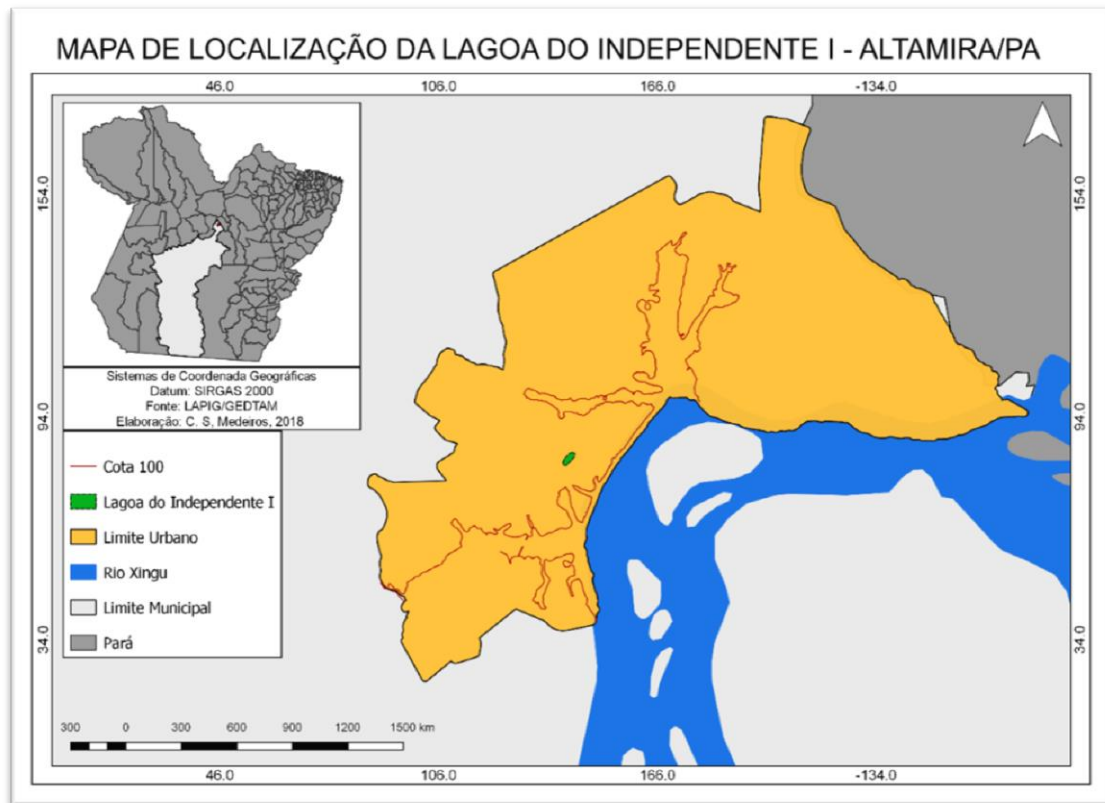 MAPA DE LOCALIZAÇÃO DA LAGOA DO INDEPENDENTE I - ALTAMIRA/PA
46.0 106.0 166.0 -134.0
154.0 154.0
Sistemas de Coordenada Geográficas
Datum: SIRGAS 2000
Fonte: LAPIG/GEDTAM
Elaboração: C. S, Medeiros, 2018
94.0 94.0
Cota 100
Lagoa do Independente I
Limite Urbano
Rio Xingu
Limite Municipal
Pará
34.0 34.0
300 0 300 600 900 1200 1500 km
46.0 106.0 166.0 -134.0